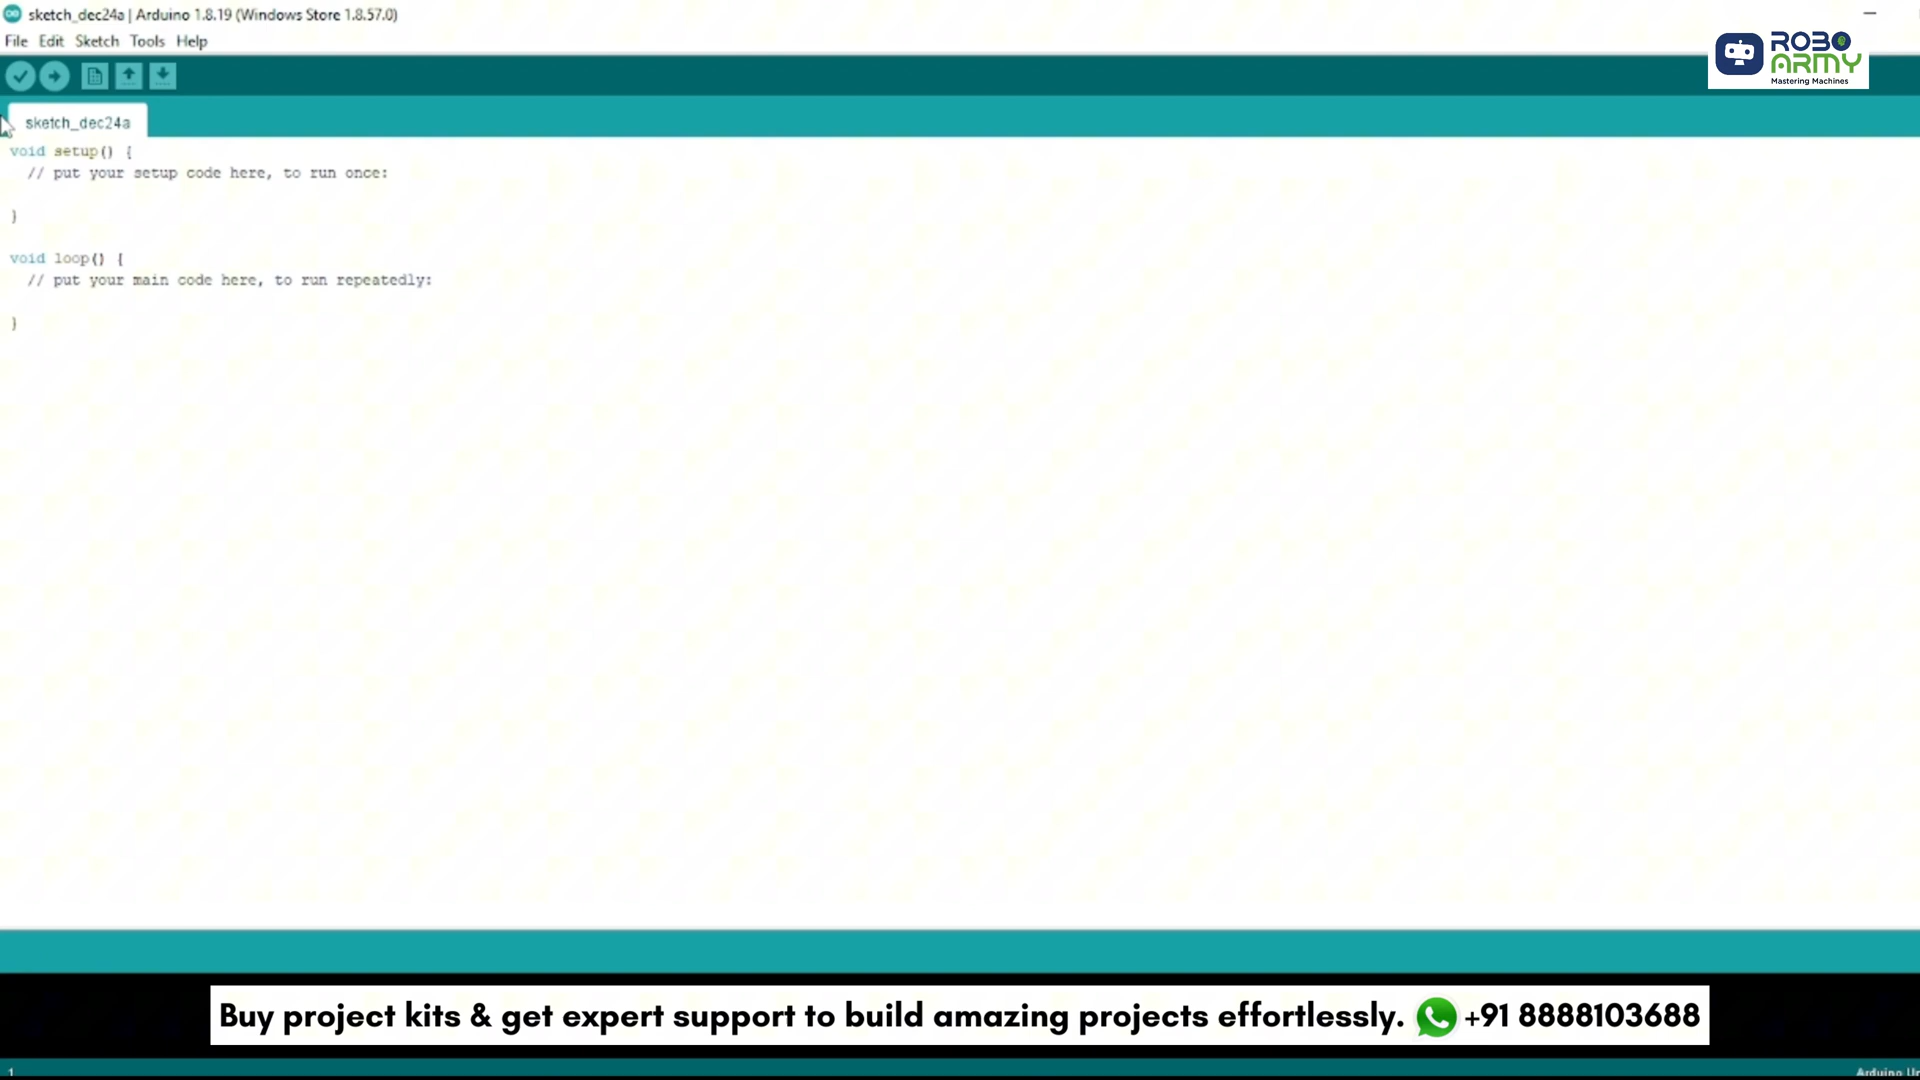 sketch_dec24a | Arduino 1.8.19 (Windows Store 1.8.57.0)
File Edit Sketch Tools Help
ROBO
ARMY
Mastering Machines
sketch_dec24a
void setup() {
// put your setup code here, to run once:
}
void loop() {
// put your main code here, to run repeatedly:
}
Buy project kits & get expert support to build amazing projects effortlessly. +91 8888103688
1
Arduino